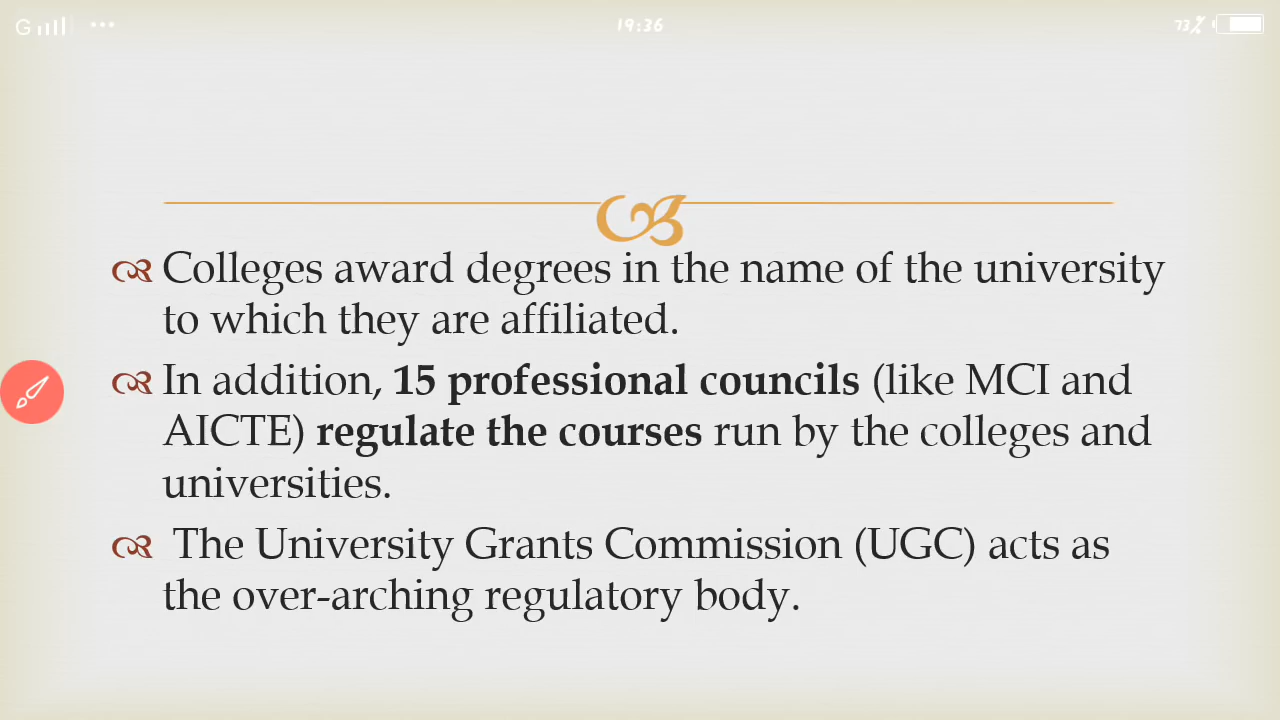 G 19:36 73%
Colleges award degrees in the name of the university
to which they are affiliated.
In addition, 15 professional councils (like MCI and
AICTE) regulate the courses run by the colleges and
universities.
The University Grants Commission (UGC) acts as
the over-arching regulatory body.